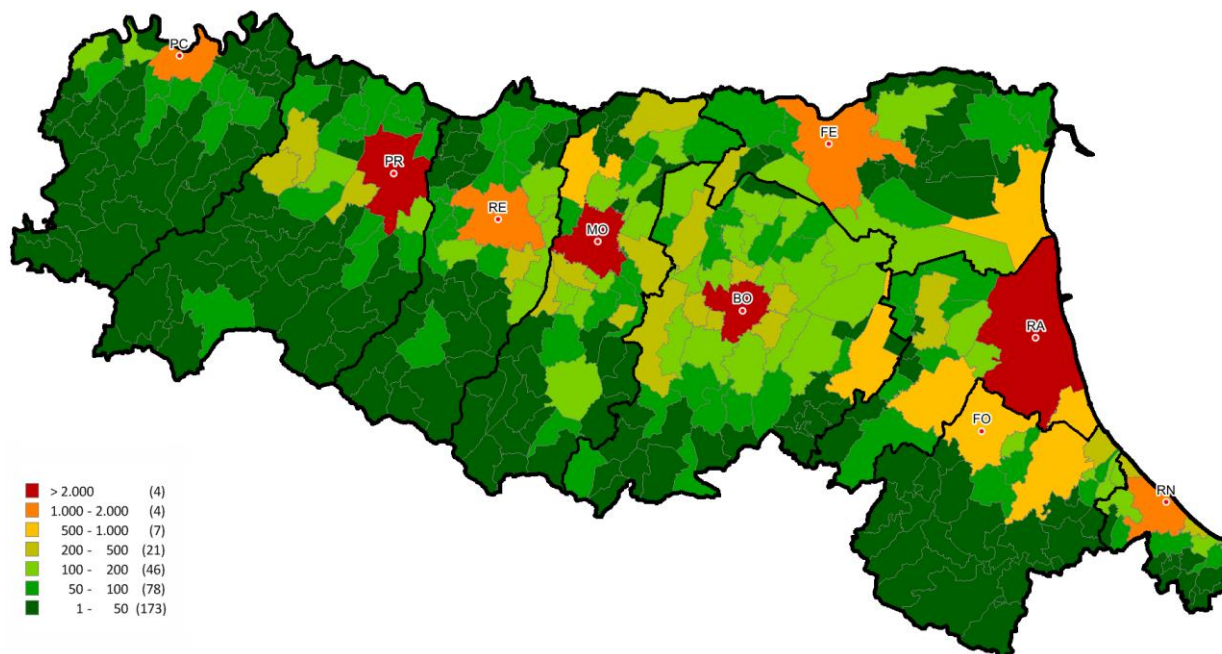 PC
FE
PR
RE
MO
BO
RA
FO
RN
> 2.000 (4)
1.000 - 2.000 (4)
500 - 1.000 (7)
200 - 500 (21)
100 - 200 (46)
50 - 100 (78)
1 - 50 (173)